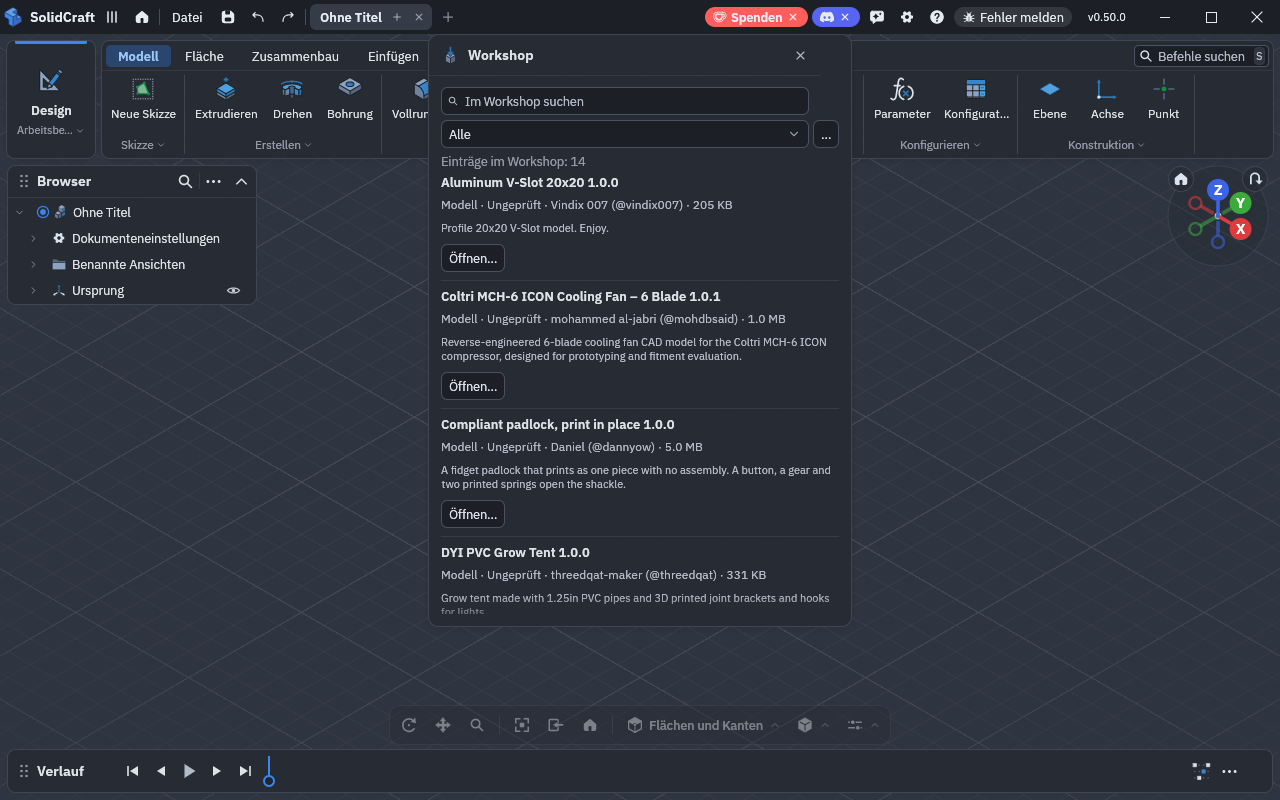 SolidCraft
Datei
Ohne Titel
Spenden
Fehler melden
v0.50.0
Design
Arbeitsbe...
Modell
Fläche
Zusammenbau
Einfügen
Befehle suchen
S
Neue Skizze
Extrudieren
Drehen
Bohrung
Parameter
Konfigurat...
Ebene
Achse
Punkt
Skizze
Erstellen
Konfigurieren
Konstruktion
Browser
Ohne Titel
Dokumenteneinstellungen
Benannte Ansichten
Ursprung
Workshop
Im Workshop suchen
Alle
...
Einträge im Workshop: 14
Aluminum V-Slot 20x20 1.0.0
Modell · Ungeprüft · Vindix 007 (@vindix007) · 205 KB
Profile 20x20 V-Slot model. Enjoy.
Öffnen...
Coltri MCH-6 ICON Cooling Fan – 6 Blade 1.0.1
Modell · Ungeprüft · mohammed al-jabri (@mohdbsaid) · 1.0 MB
Reverse-engineered 6-blade cooling fan CAD model for the Coltri MCH-6 ICON
compressor, designed for prototyping and fitment evaluation.
Öffnen...
Compliant padlock, print in place 1.0.0
Modell · Ungeprüft · Daniel (@dannyow) · 5.0 MB
A fidget padlock that prints as one piece with no assembly. A button, a gear and
two printed springs open the shackle.
Öffnen...
DYI PVC Grow Tent 1.0.0
Modell · Ungeprüft · threedqat-maker (@threedqat) · 331 KB
Grow tent made with 1.25in PVC pipes and 3D printed joint brackets and hooks
for lights
Z
Y
X
Flächen und Kanten
Verlauf